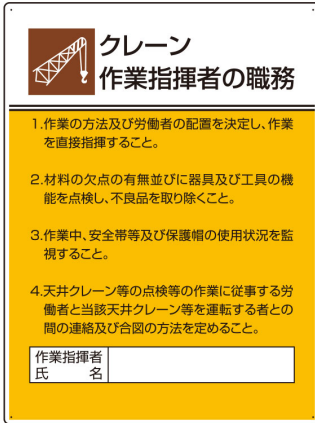 クレーン
作業指揮者の職務
1.作業の方法及び労働者の配置を決定し、作業
を直接指揮すること。
2.材料の欠点の有無並びに器具及び工具の機
能を点検し、不良品を取り除くこと。
3.作業中、安全帯等及び保護帽の使用状況を監
視すること。
4.天井クレーン等の点検等の作業に従事する労
働者と当該天井クレーン等を運転する者との
間の連絡及び合図の方法を定めること。
作業指揮者
氏 名